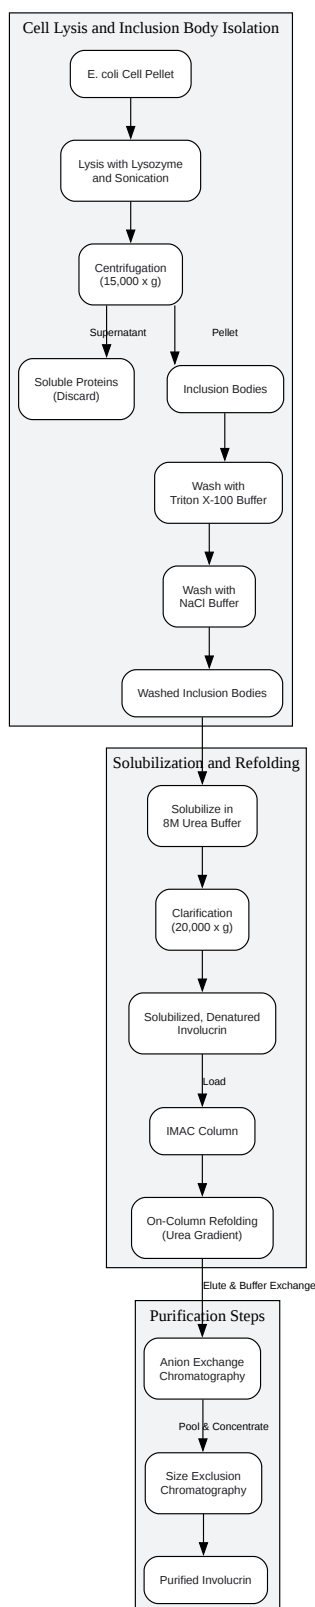 Cell Lysis and Inclusion Body Isolation
E. coli Cell Pellet
Lysis with Lysozyme
and Sonication
Centrifugation
(15,000 x g)
Supernatant
Pellet
Soluble Proteins
(Discard)
Inclusion Bodies
Wash with
Triton X-100 Buffer
Wash with
NaCl Buffer
Washed Inclusion Bodies
Solubilization and Refolding
Solubilize in
8M Urea Buffer
Clarification
(20,000 x g)
Solubilized, Denatured
Involucrin
Load
IMAC Column
On-Column Refolding
(Urea Gradient)
Elute & Buffer Exchange
Purification Steps
Anion Exchange
Chromatography
Pool & Concentrate
Size Exclusion
Chromatography
Purified Involucrin